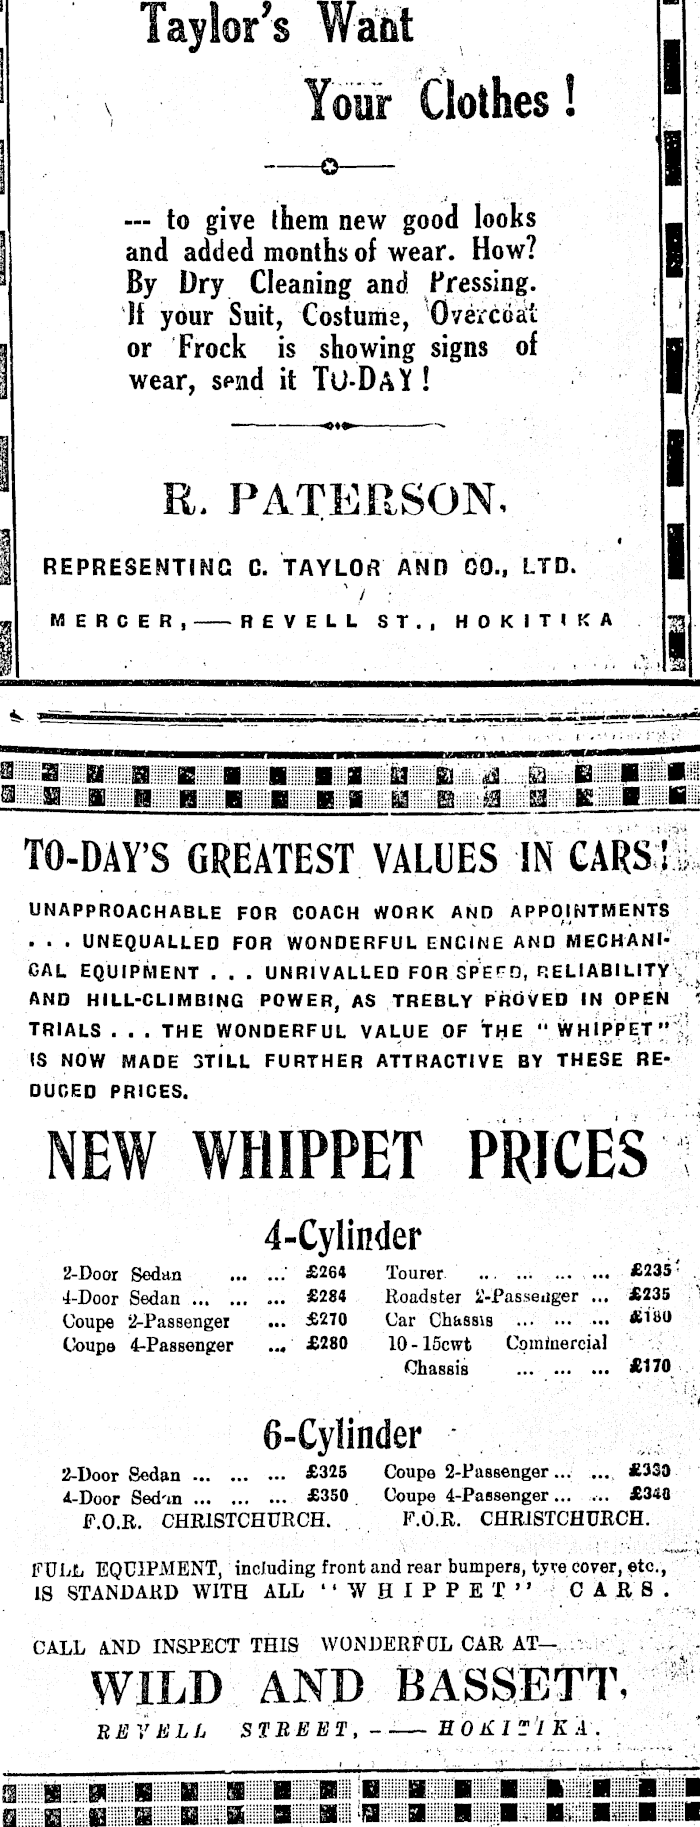 Taylor's Want
Your Clothes !
--- to give them new good looks
and added months of wear. How?
By Dry Cleaning and Pressing.
If your Suit, Costume, Overcoat
or Frock is showing signs of
wear, send it TO-DAY !
R. PATERSON,
REPRESENTING C. TAYLOR AND CO., LTD.
MERCER,—REVELL ST., HOKITIKA
TO-DAY'S GREATEST VALUES IN CARS!
UNAPPROACHABLE FOR COACH WORK AND APPOINTMENTS
. . . UNEQUALLED FOR WONDERFUL ENGINE AND MECHANI-
CAL EQUIPMENT . . . UNRIVALLED FOR SPEED, RELIABILITY
AND HILL-CLIMBING POWER, AS TREBLY PROVED IN OPEN
TRIALS . . . THE WONDERFUL VALUE OF THE "WHIPPET"
IS NOW MADE STILL FURTHER ATTRACTIVE BY THESE RE-
DUCED PRICES.
NEW WHIPPET PRICES
4-Cylinder
2-Door Sedan ... ... £264
4-Door Sedan ... ... ... £284
Coupe 2-Passenger ... £270
Coupe 4-Passenger ... £280
Tourer ... ... ... ... £235
Roadster 2-Passenger ... £235
Car Chassis ... ... ... £180
10-15cwt Commercial
Chassis ... ... ... £170
6-Cylinder
2-Door Sedan ... ... ... £325
4-Door Sedan ... ... ... £350
F.O.R. CHRISTCHURCH.
Coupe 2-Passenger ... ...
Coupe 4-Passenger ... ... £340
F.O.R. CHRISTCHURCH.
FULL EQUIPMENT, including front and rear bumpers, tyre cover, etc.,
IS STANDARD WITH ALL "WHIPPET" CARS.
CALL AND INSPECT THIS WONDERFUL CAR AT—
WILD AND BASSETT,
REVELL STREET, -—— HOKITIKA.